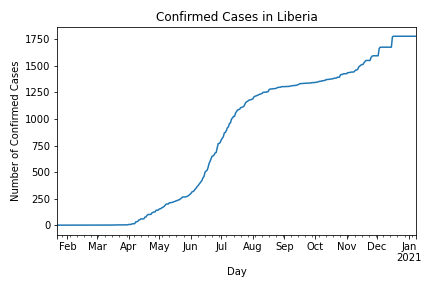 Confirmed Cases in Liberia
Number of Confirmed Cases
1750
1500
1250
1000
750
500
250
0
Feb Mar Apr May Jun Jul Aug Sep Oct Nov Dec Jan
2021
Day